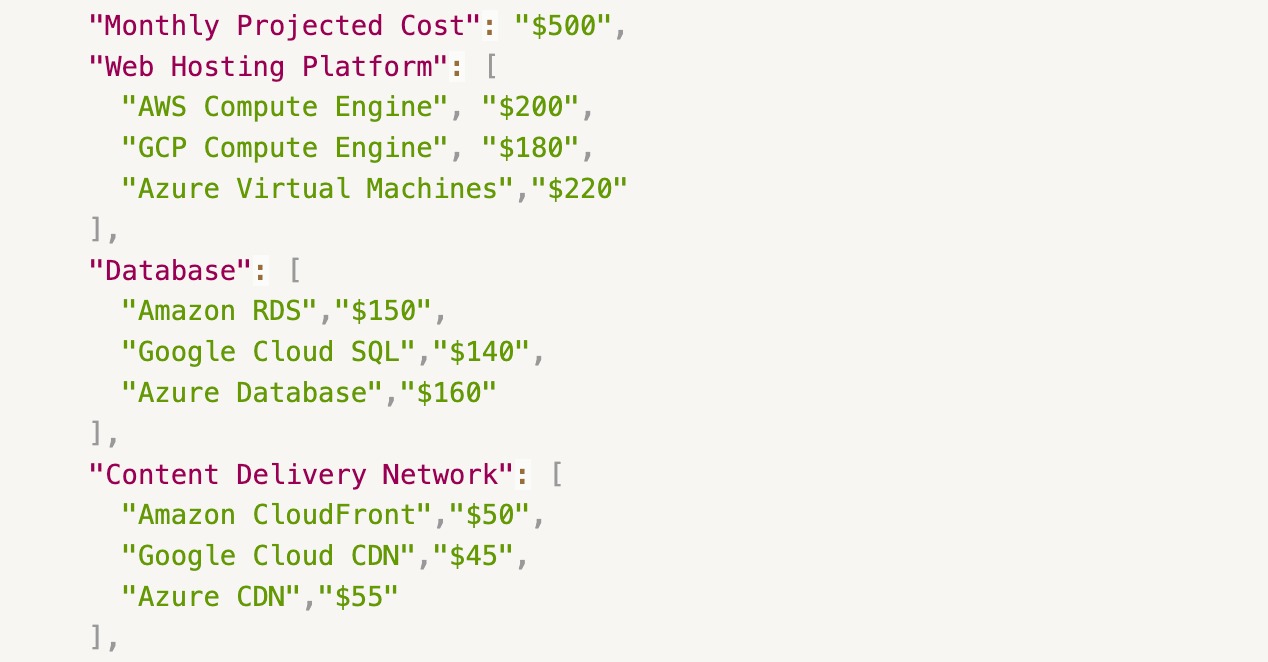 "Monthly Projected Cost": "$500",
"Web Hosting Platform": [
"AWS Compute Engine", "$200",
"GCP Compute Engine", "$180",
"Azure Virtual Machines","$220"
],
"Database": [
"Amazon RDS","$150",
"Google Cloud SQL","$140",
"Azure Database","$160"
],
"Content Delivery Network": [
"Amazon CloudFront","$50",
"Google Cloud CDN","$45",
"Azure CDN","$55"
],